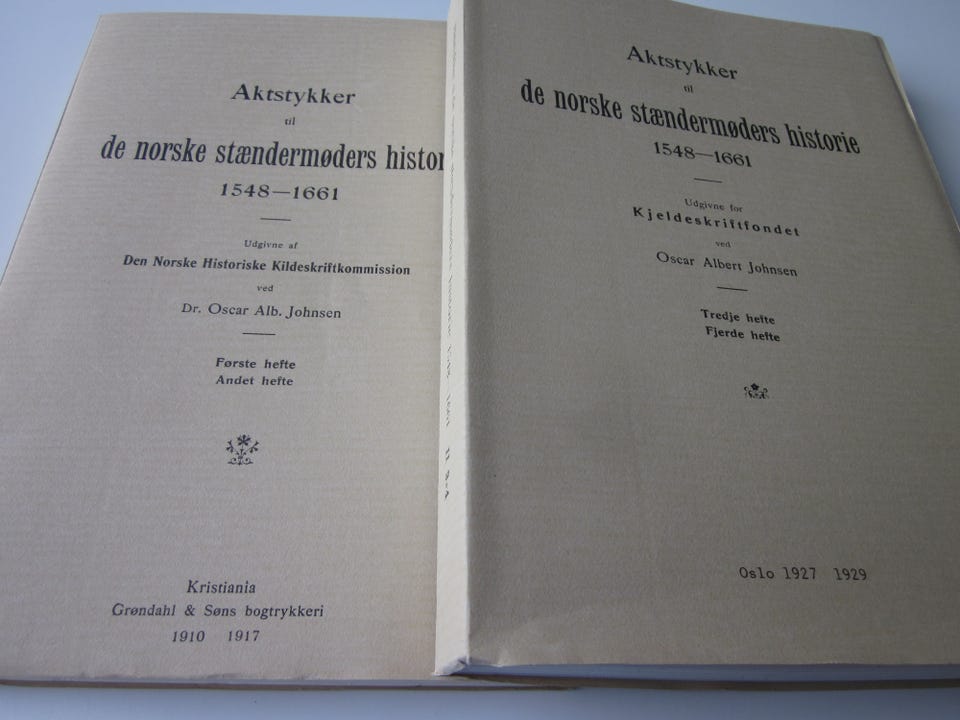 Aktstykker
til
de norske stændermøders histor
1548—1661
Udgivne af
Den Norske Historiske Kildeskriftkommission
ved
Dr. Oscar Alb. Johnsen
Første hefte
Andet hefte
Kristiania
Grøndahl & Søns bogtrykkeri
1910 1917
Aktstykker
til
de norske stændermøders historie
1548—1661
Udgivne for
Kjeldeskriftfondet
ved
Oscar Albert Johnsen
Tredje hefte
Fjerde hefte
Oslo 1927 1929